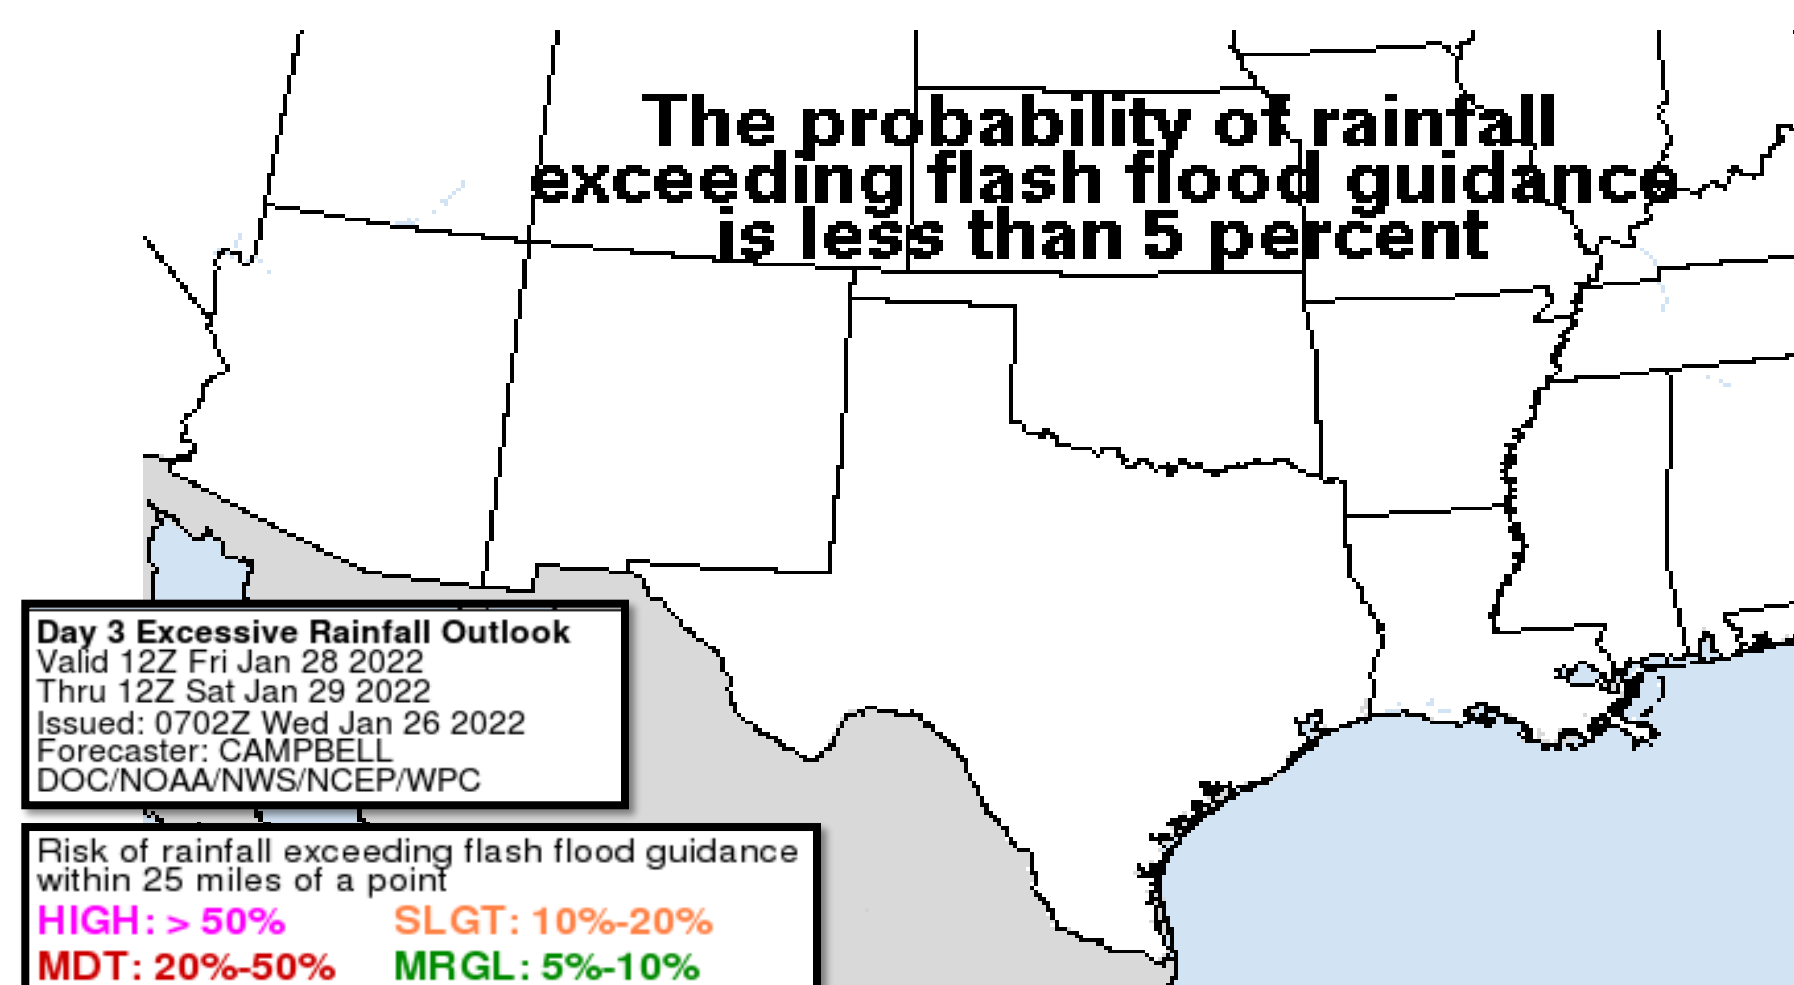 The probability of rainfall
exceeding flash flood guidance
is less than 5 percent
Day 3 Excessive Rainfall Outlook
Valid 12Z Fri Jan 28 2022
Thru 12Z Sat Jan 29 2022
Issued: 0702Z Wed Jan 26 2022
Forecaster: CAMPBELL
DOC/NOAA/NWS/NCEP/WPC
Risk of rainfall exceeding flash flood guidance
within 25 miles of a point
HIGH: > 50% SLGT: 10%-20%
MDT: 20%-50% MRGL: 5%-10%